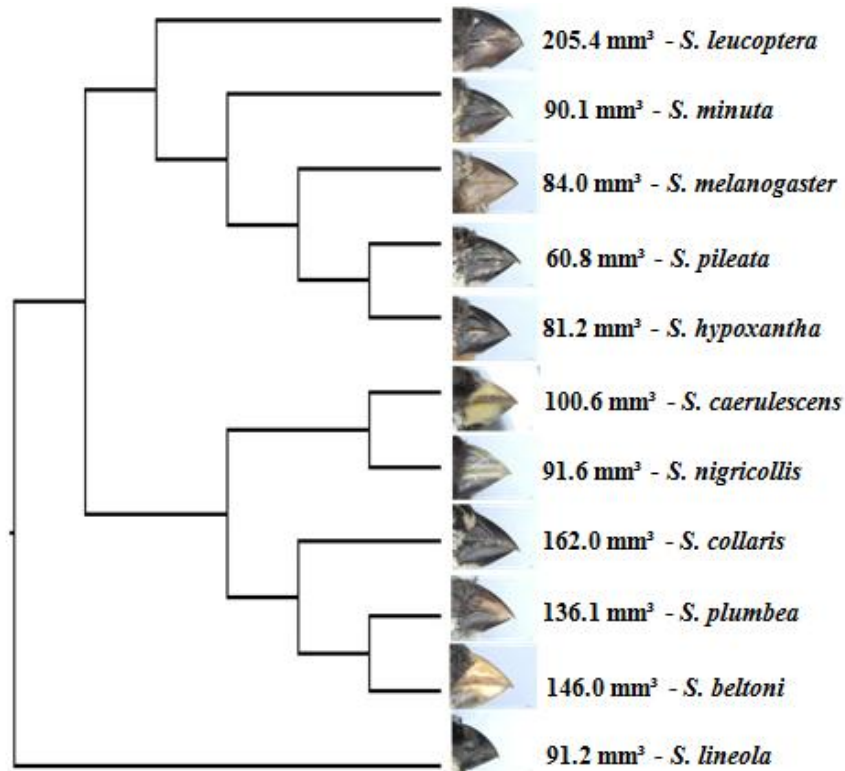 205.4 mm³ - S. leucoptera
90.1 mm³ - S. minuta
84.0 mm³ - S. melanogaster
60.8 mm³ - S. pileata
81.2 mm³ - S. hypoxantha
100.6 mm³ - S. caerulescens
91.6 mm³ - S. nigricollis
162.0 mm³ - S. collaris
136.1 mm³ - S. plumbea
146.0 mm³ - S. beltoni
91.2 mm³ - S. lineola